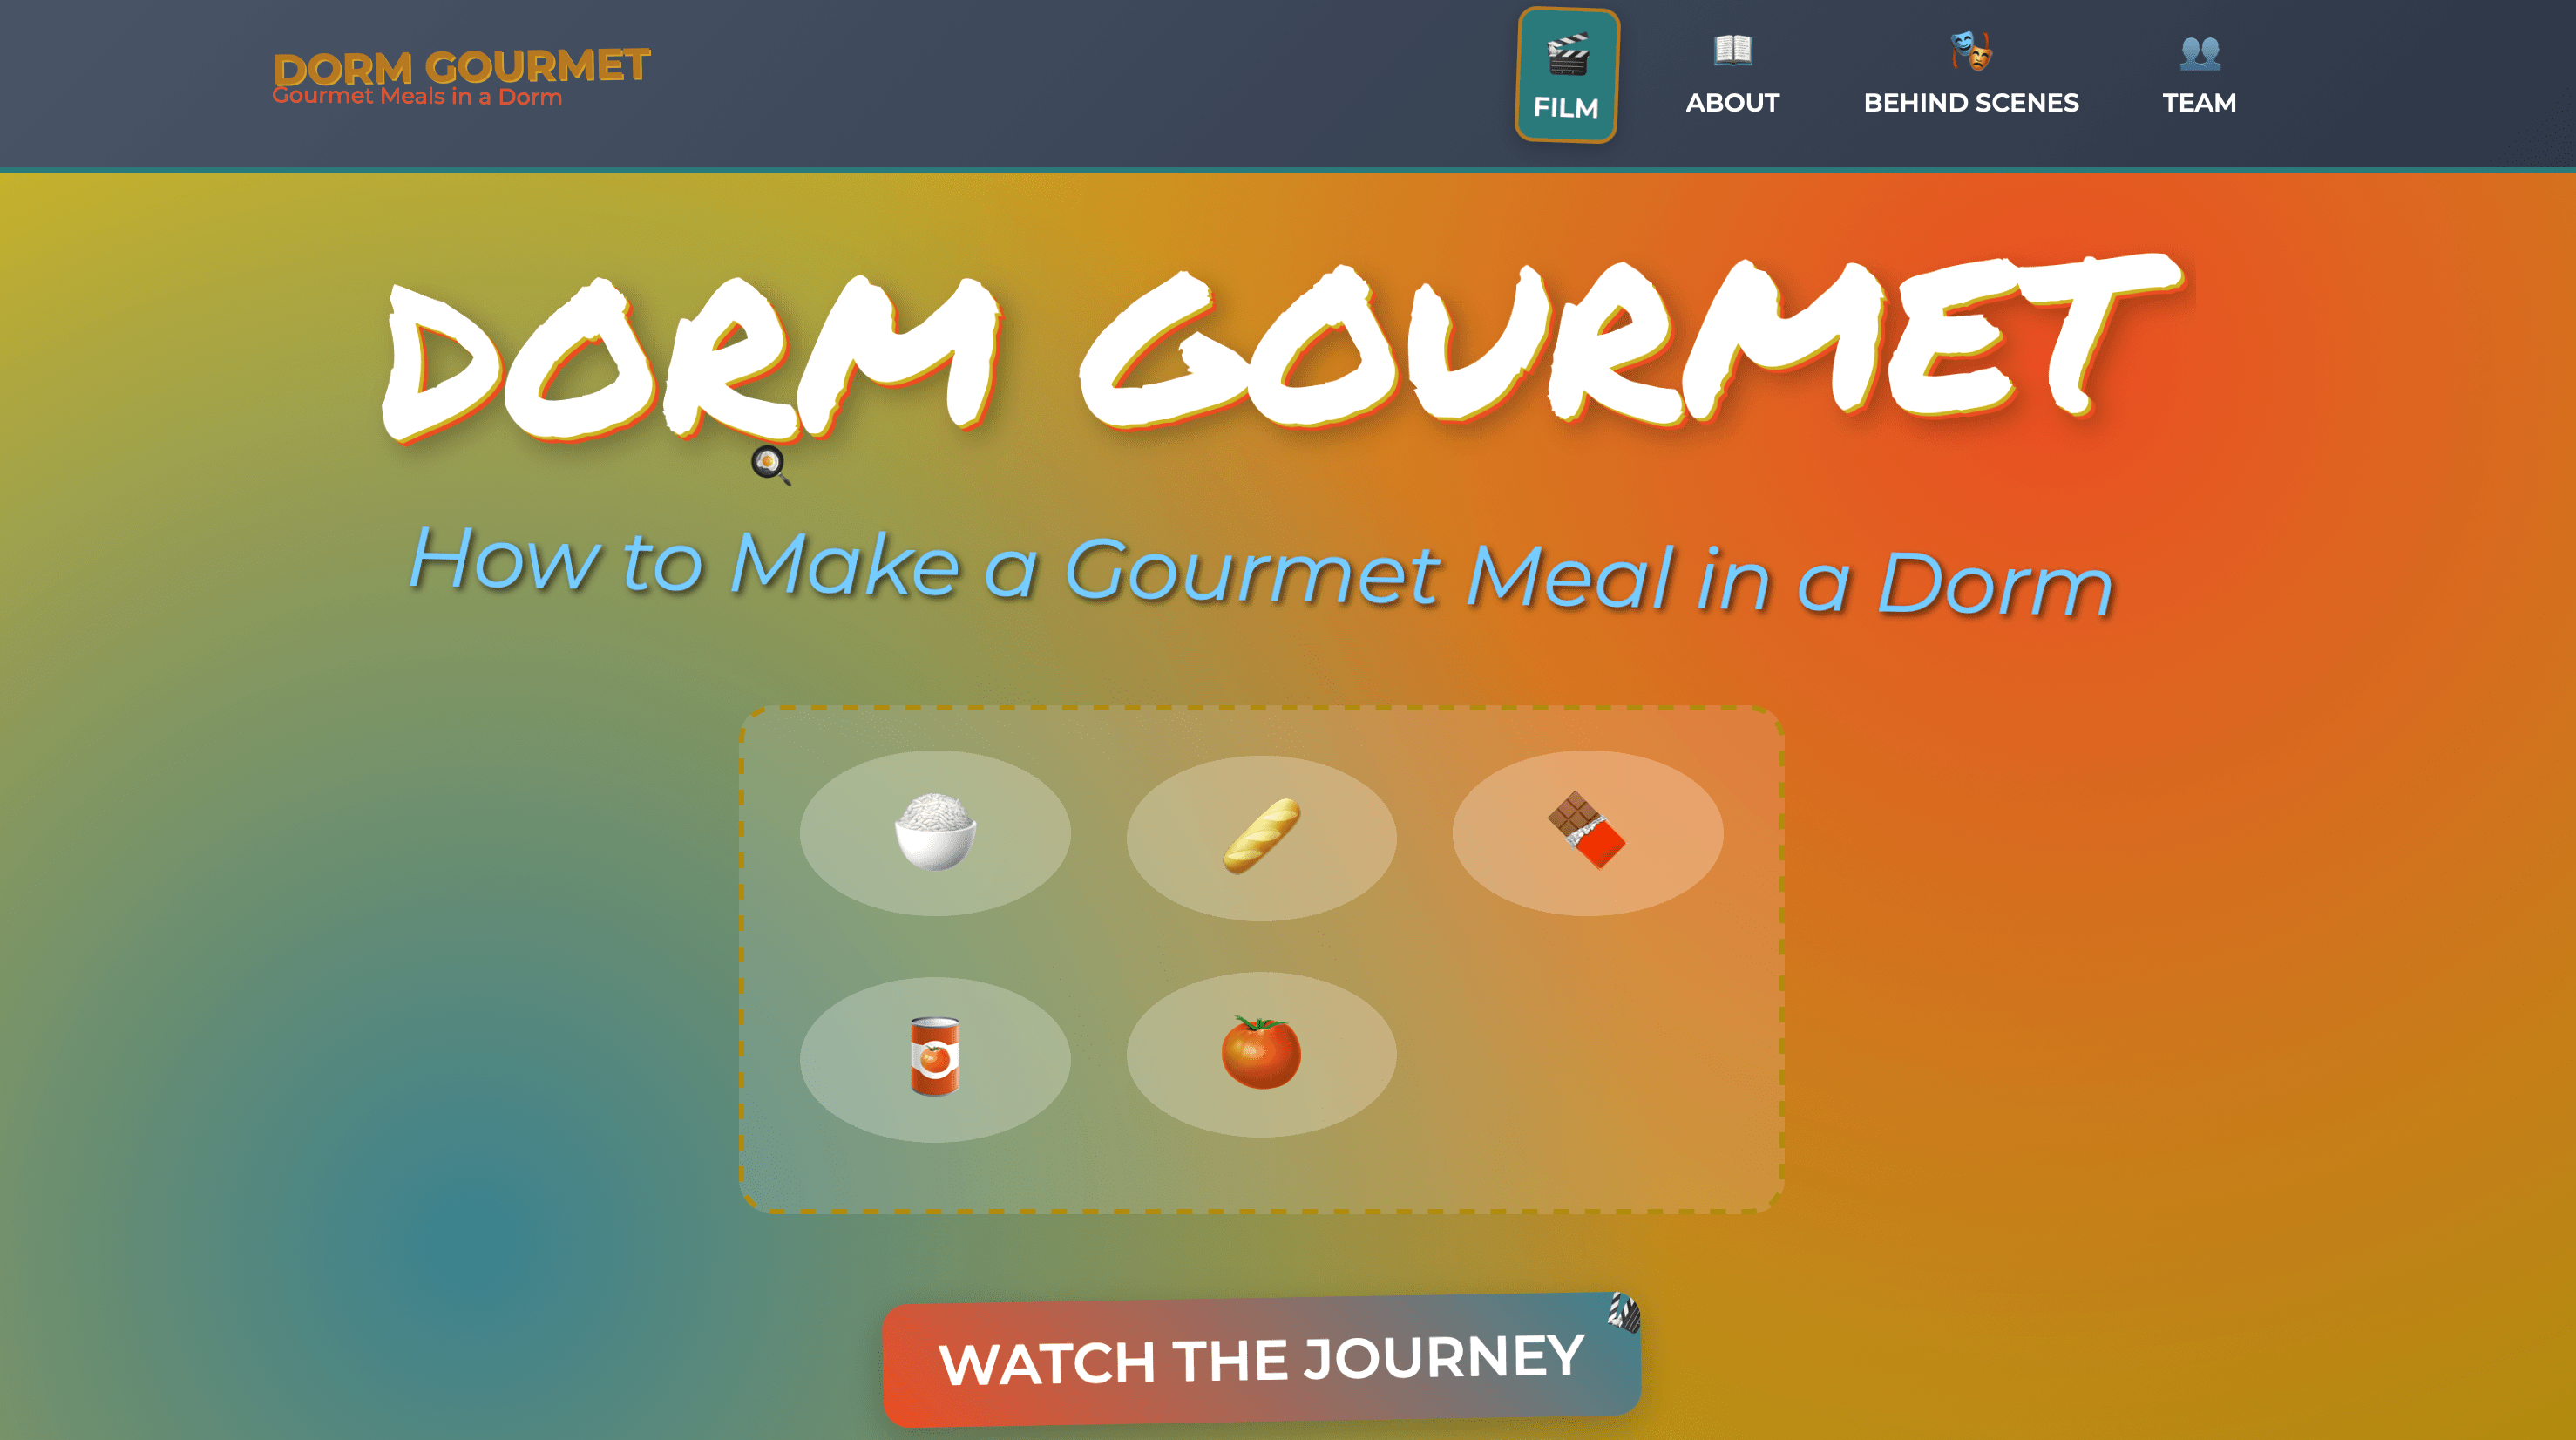 DORM GOURMET
Gourmet Meals in a Dorm
FILM
ABOUT
BEHIND SCENES
TEAM
DORM GOURMET
How to Make a Gourmet Meal in a Dorm
WATCH THE JOURNEY